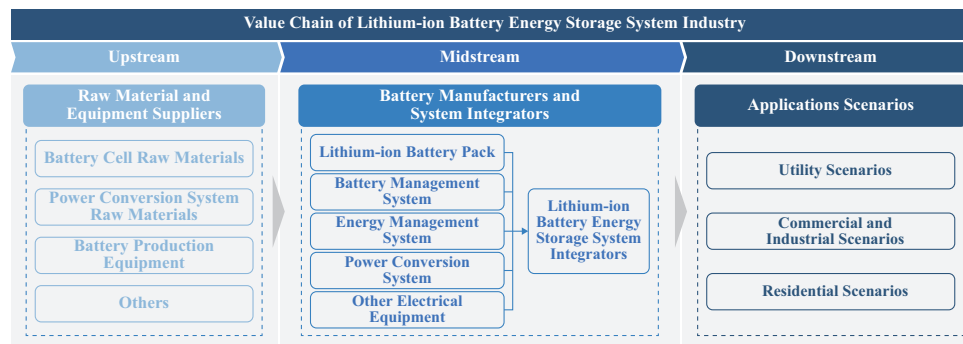 Value Chain of Lithium-ion Battery Energy Storage System Industry
Upstream
Midstream
Downstream
Raw Material and
Equipment Suppliers
Battery Cell Raw Materials
Power Conversion System
Raw Materials
Battery Production
Equipment
Others
Battery Manufacturers and
System Integrators
Lithium-ion Battery Pack
Battery Management
System
Energy Management
System
Power Conversion
System
Other Electrical
Equipment
Lithium-ion
Battery Energy
Storage System
Integrators
Applications Scenarios
Utility Scenarios
Commercial and
Industrial Scenarios
Residential Scenarios